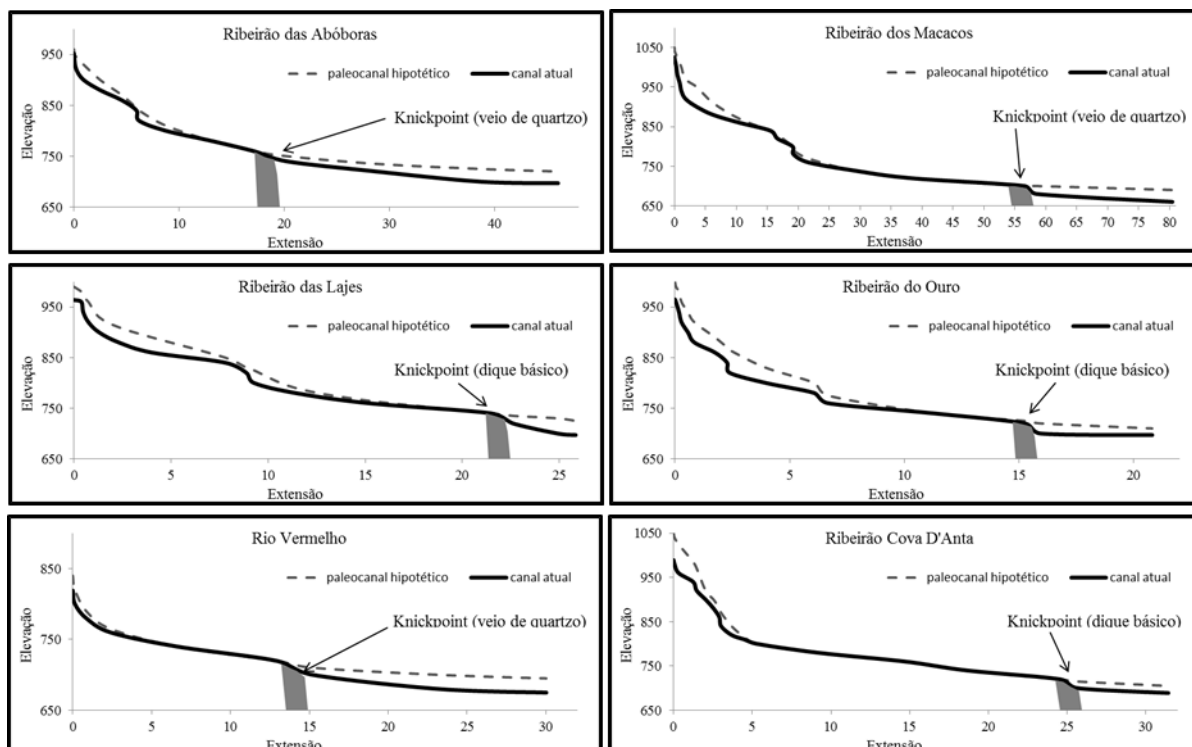 Ribeirão das Abóboras
950
850
750
650
Elevação
paleocanal hipotético
canal atual
Knickpoint (veio de quartzo)
0 10 20 30 40
Extensão
Ribeirão dos Macacos
1050
950
850
750
650
Elevação
paleocanal hipotético
canal atual
Knickpoint (veio de quartzo)
0 5 10 15 20 25 30 35 40 45 50 55 60 65 70 75 80
Extensão
Ribeirão das Lajes
950
850
750
650
Elevação
paleocanal hipotético
canal atual
Knickpoint (dique básico)
0 5 10 15 20 25
Extensão
Ribeirão do Ouro
950
850
750
650
Elevação
paleocanal hipotético
canal atual
Knickpoint (dique básico)
0 5 10 15 20
Extensão
Rio Vermelho
850
750
650
Elevação
paleocanal hipotético
canal atual
Knickpoint (veio de quartzo)
0 5 10 15 20 25 30
Extensão
Ribeirão Cova D'Anta
1050
950
850
750
650
Elevação
paleocanal hipotético
canal atual
Knickpoint (dique básico)
0 5 10 15 20 25 30
Extensão